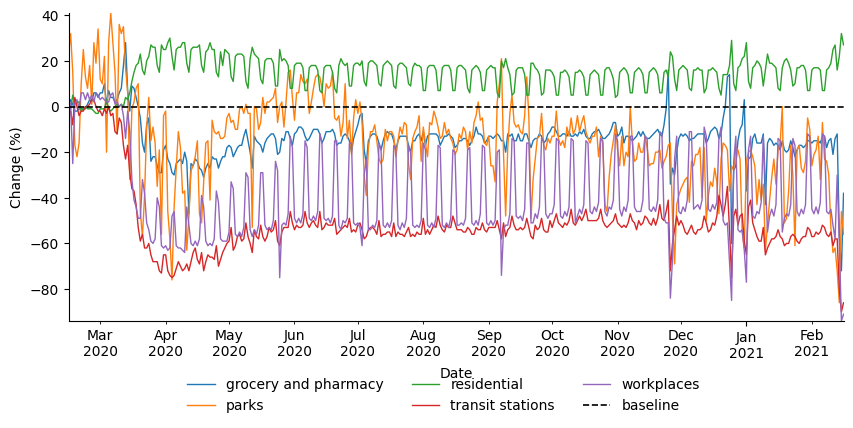 40
20
0
−20
−40
−60
−80
Change (%)
Mar Apr May Jun Jul Aug Sep Oct Nov Dec Jan Feb
2020 2020 2020 2020 2020 2020 2020 2020 2020 2020 2021 2021
Date
grocery and pharmacy residential workplaces
parks transit stations baseline